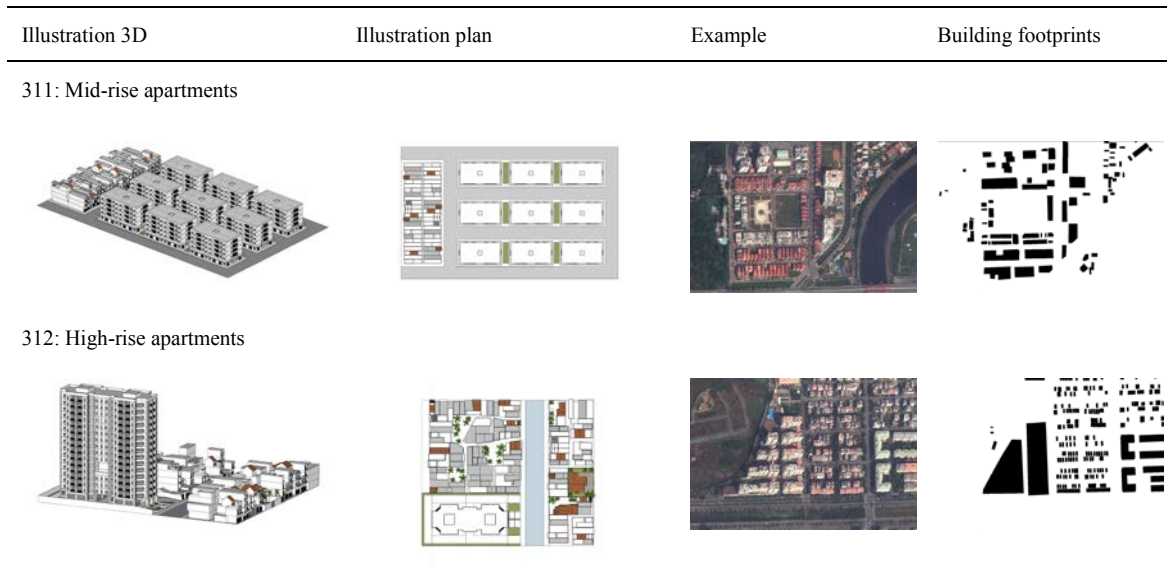 Illustration 3D Illustration plan Example Building footprints
311: Mid-rise apartments
312: High-rise apartments